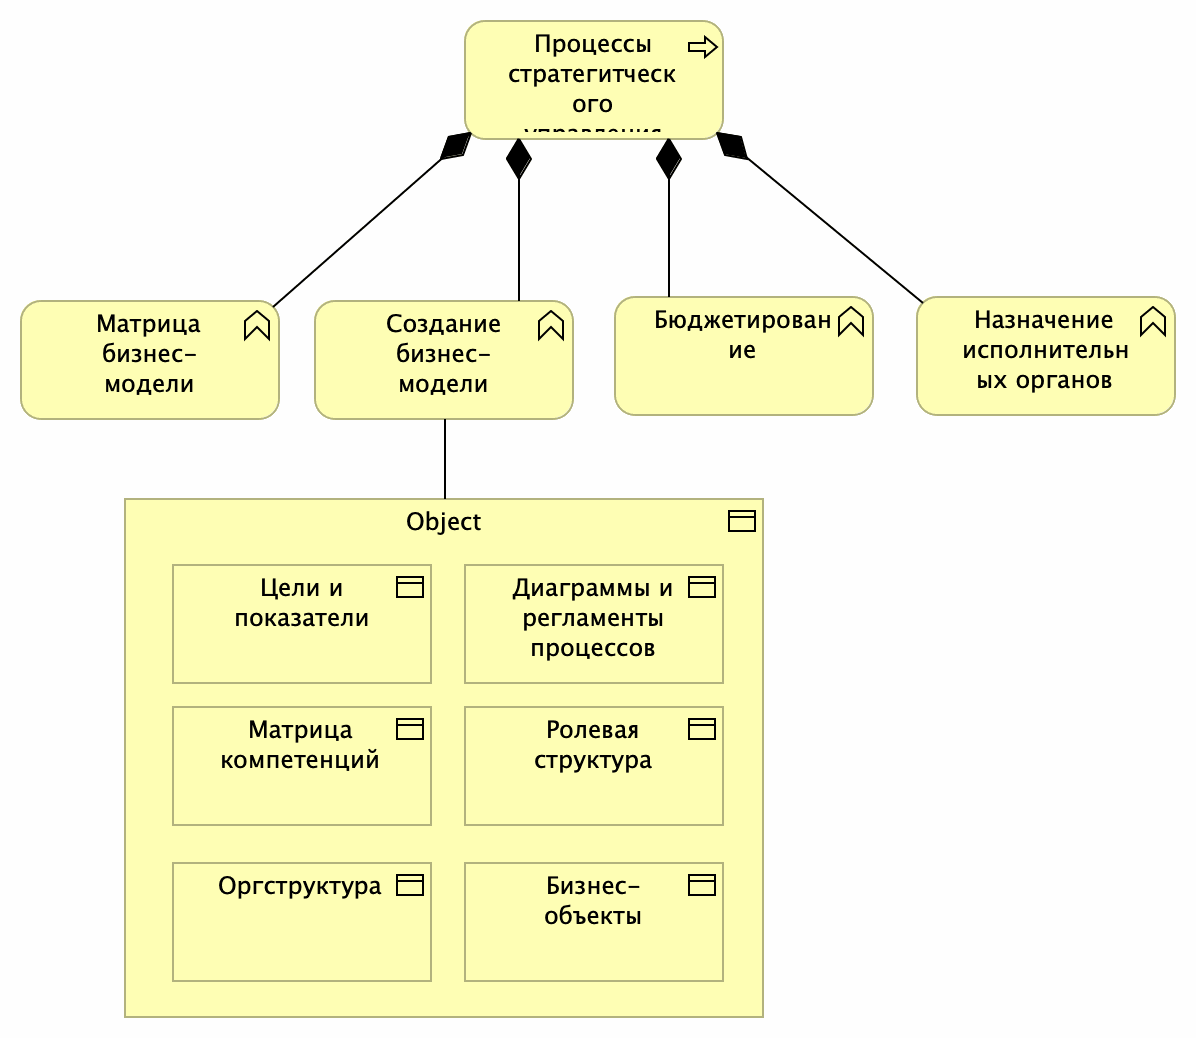 Процессы
стратегитческ
ого
управления
Матрица
бизнес-
модели
Создание
бизнес-
модели
Бюджетирован
ие
Назначение
исполнительн
ых органов
Object
Цели и
показатели
Диаграммы и
регламенты
процессов
Матрица
компетенций
Ролевая
структура
Оргструктура
Бизнес-
объекты